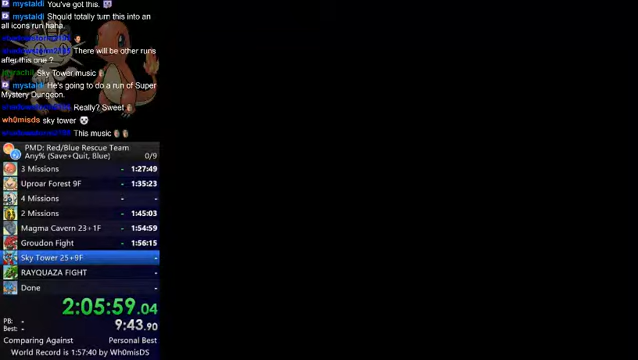 mystaldi You've got this.
mystaldi Should totally turn this into an
all icons run haha.
There will be other runs
after this one ?
Sky Tower music
mystaldi He's going to do a run of Super
Mystery Dungeon.
Really? Sweet
wh0misds sky tower
This music
PMD: Red/Blue Rescue Team
Any% (Save+Quit, Blue) 0/9
3 Missions - 1:27:49
Uproar Forest 9F - 1:35:23
4 Missions - -
2 Missions - 1:45:03
Magma Cavern 23+1F - 1:54:59
Groudon Fight - 1:56:15
Sky Tower 25+9F -
RAYQUAZA FIGHT -
Done -
2:05:59.04
PB: -
Best: -
9:43.90
Comparing Against Personal Best
World Record is 1:57:40 by Wh0misDS